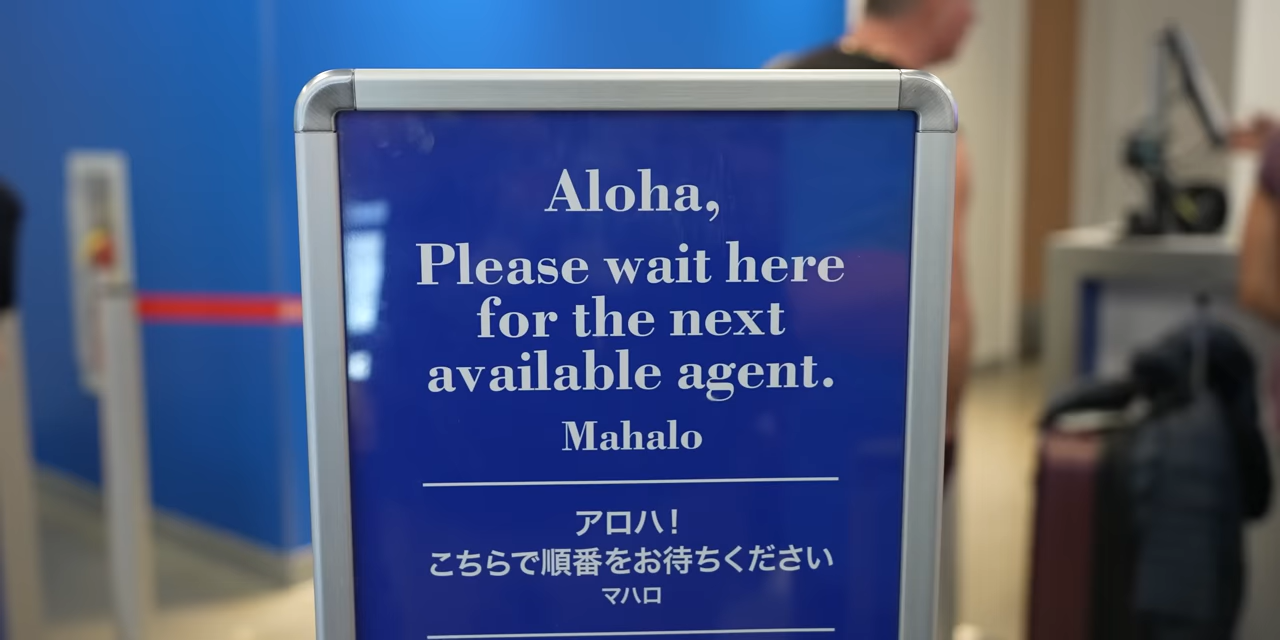 Aloha,
Please wait here
for the next
available agent.
Mahalo
アロハ！
こちらで順番をお待ちください
マハロ